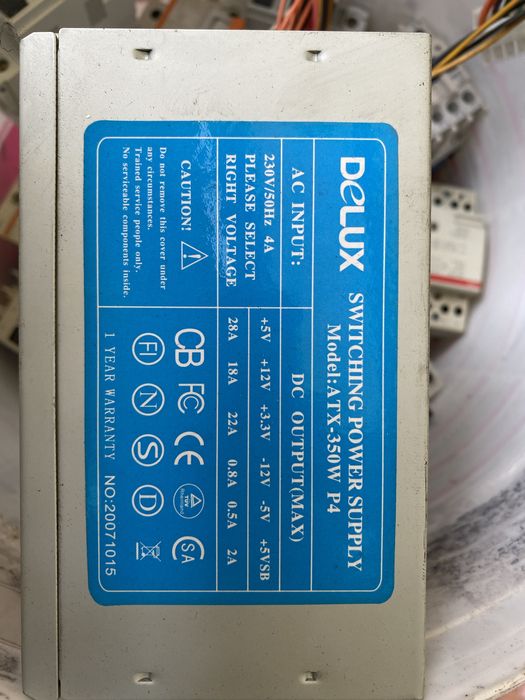 DELUX SWITCHING POWER SUPPLY
Model:ATX-350W P4
AC INPUT:
230V/50Hz 4A
PLEASE SELECT
RIGHT VOLTAGE
DC OUTPUT(MAX)
+5V +12V +3.3V -12V -5V +5VSB
28A 18A 22A 0.8A 0.5A 2A
CAUTION!
Do not remove this cover under
any circumstances.
Trained service people only.
No serviceable components inside.
CB FC CE TÜV SA
FI N S D
1 YEAR WARRANTY NO:20071015